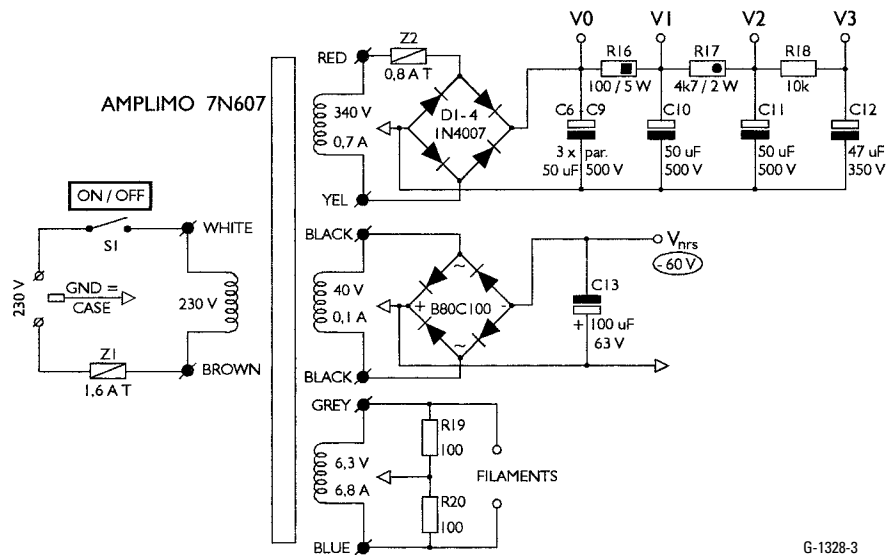 V0 V1 V2 V3
RED
Z2
0,8 A T
R16
100 / 5 W
R17
4k7 / 2 W
R18
10k
AMPLIMO 7N607
340 V
0,7 A
D1-4
1N4007
C6 - C9
3 x par.
50 uF 500 V
C10
50 uF
500 V
C11
50 uF
500 V
C12
47 uF
350 V
YEL
ON / OFF
S1
WHITE
230 V
GND =
CASE
230 V
Z1
1,6 A T
BROWN
BLACK
40 V
0,1 A
~
+ B80C100 -
~
Vnrs
- 60 V
C13
+ 100 uF
63 V
BLACK
GREY
6,3 V
6,8 A
R19
100
R20
100
FILAMENTS
BLUE
G-1328-3